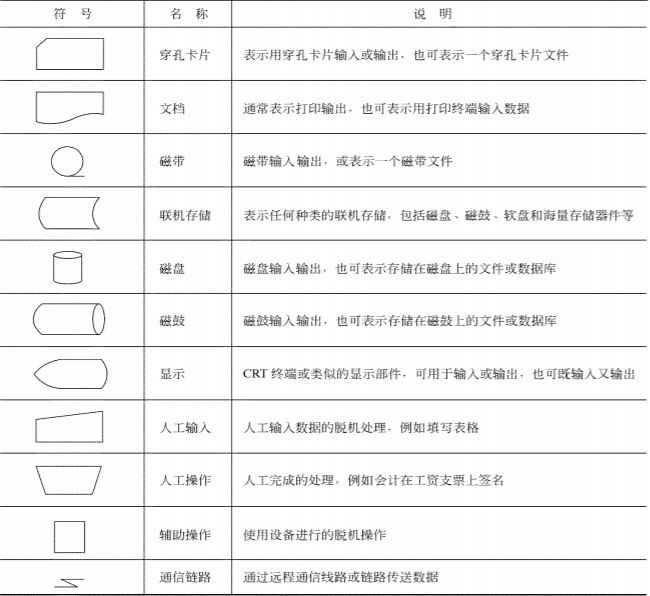 符 号 名 称 说 明
穿孔卡片 表示用穿孔卡片输入或输出，也可表示一个穿孔卡片文件
文档 通常表示打印输出，也可表示用打印终端输入数据
磁带 磁带输入输出，或表示一个磁带文件
联机存储 表示任何种类的联机存储，包括磁盘、磁鼓、软盘和海量存储器件等
磁盘 磁盘输入输出，也可表示存储在磁盘上的文件或数据库
磁鼓 磁鼓输入输出，也可表示存储在磁鼓上的文件或数据库
显示 CRT 终端或类似的显示部件，可用于输入或输出，也可既输入又输出
人工输入 人工输入数据的脱机处理，例如填写表格
人工操作 人工完成的处理，例如会计在工资支票上签名
辅助操作 使用设备进行的脱机操作
通信链路 通过远程通信线路或链路传送数据